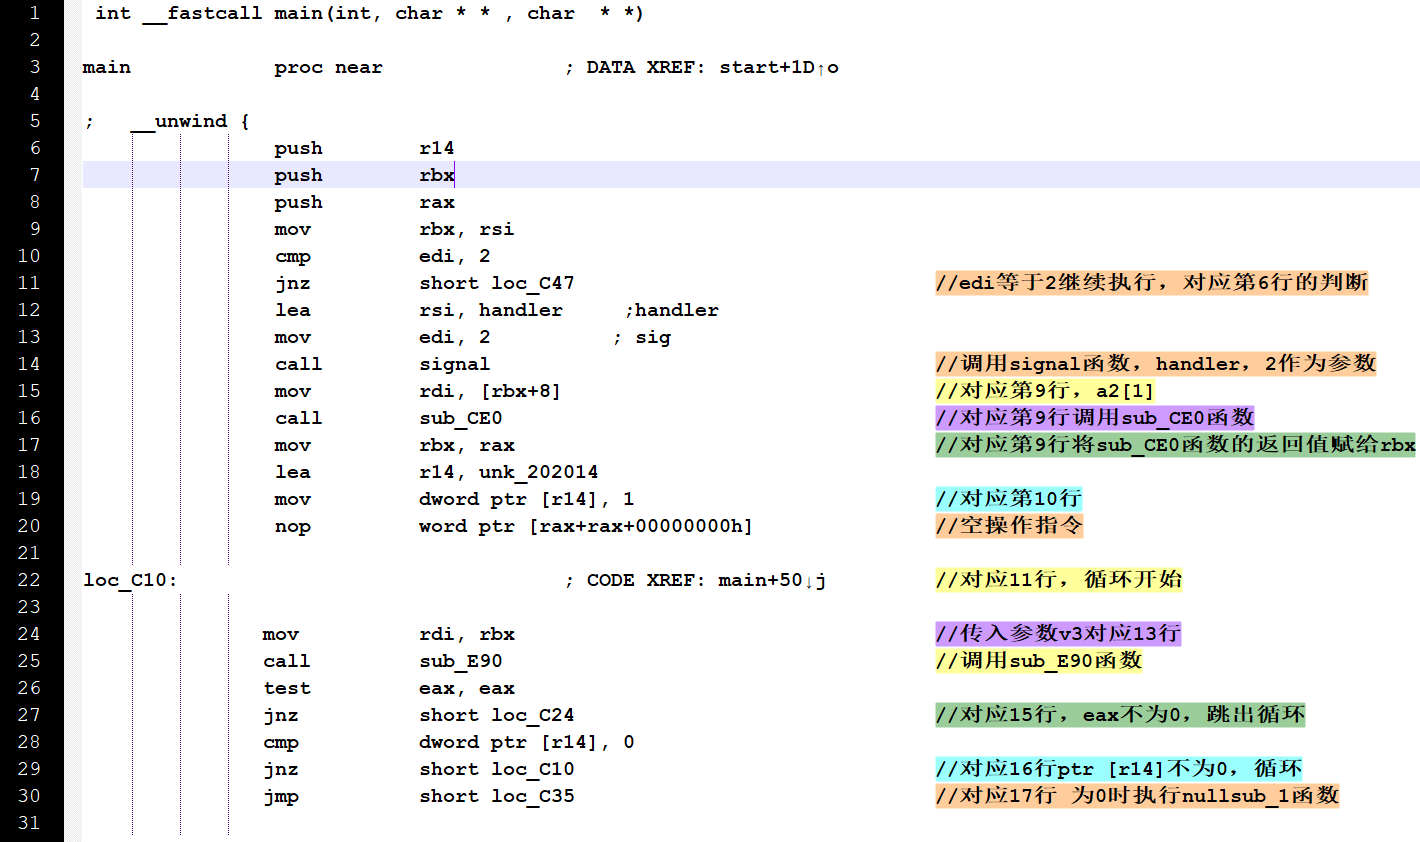 1 int __fastcall main(int, char * * , char * *)
2
3 main proc near ; DATA XREF: start+1D↑o
4
5 ; __unwind {
6 push r14
7 push rbx
8 push rax
9 mov rbx, rsi
10 cmp edi, 2
11 jnz short loc_C47 //edi等于2继续执行，对应第6行的判断
12 lea rsi, handler ;handler
13 mov edi, 2 ; sig
14 call signal //调用signal函数，handler，2作为参数
15 mov rdi, [rbx+8] //对应第9行，a2[1]
16 call sub_CE0 //对应第9行调用sub_CE0函数
17 mov rbx, rax //对应第9行将sub_CE0函数的返回值赋给rbx
18 lea r14, unk_202014
19 mov dword ptr [r14], 1 //对应第10行
20 nop word ptr [rax+rax+00000000h] //空操作指令
21
22 loc_C10: ; CODE XREF: main+50↓j //对应11行，循环开始
23
24 mov rdi, rbx //传入参数v3对应13行
25 call sub_E90 //调用sub_E90函数
26 test eax, eax
27 jnz short loc_C24 //对应15行，eax不为0，跳出循环
28 cmp dword ptr [r14], 0
29 jnz short loc_C10 //对应16行ptr [r14]不为0，循环
30 jmp short loc_C35 //对应17行 为0时执行nullsub_1函数
31